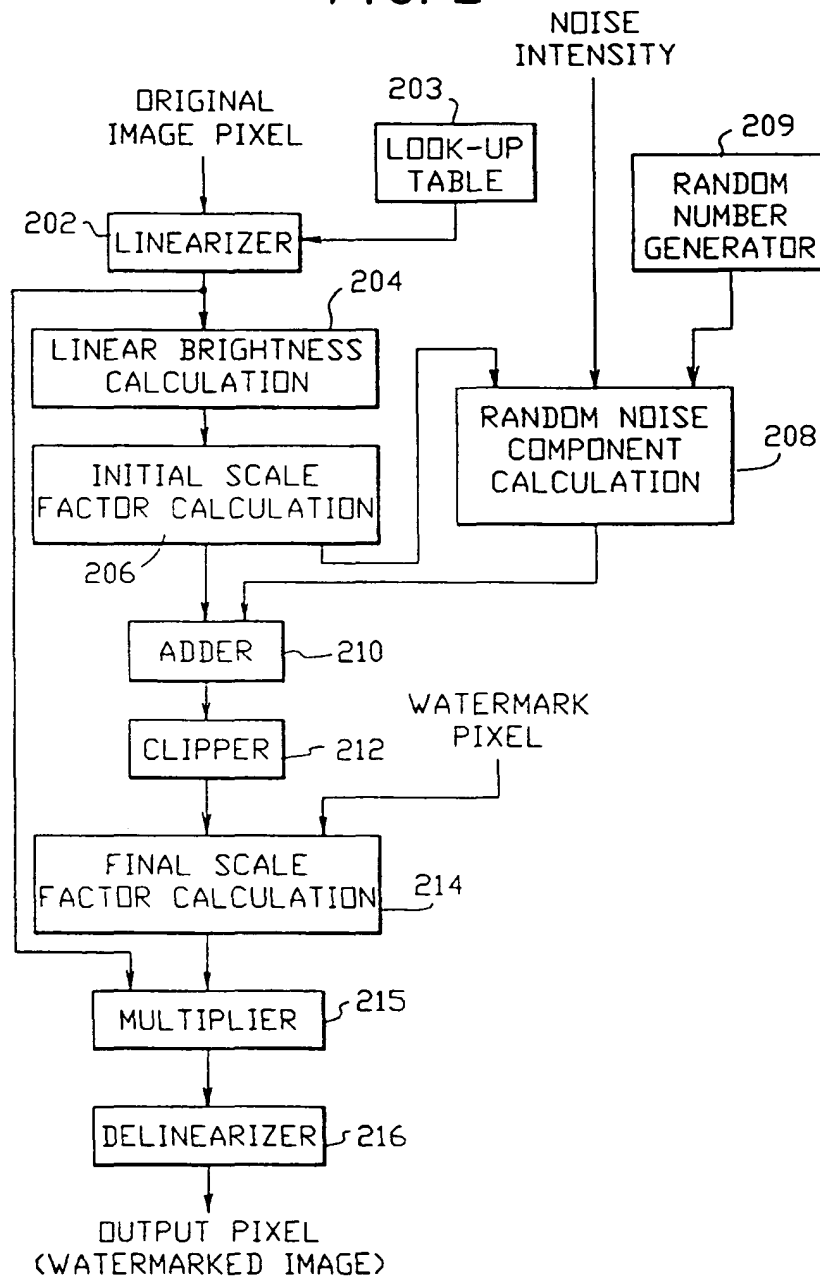 NOISE
INTENSITY
ORIGINAL
IMAGE PIXEL
203
LOOK-UP
TABLE
209
RANDOM
NUMBER
GENERATOR
202
LINEARIZER
204
LINEAR BRIGHTNESS
CALCULATION
RANDOM NOISE
COMPONENT
CALCULATION
208
INITIAL SCALE
FACTOR CALCULATION
206
ADDER
210
WATERMARK
PIXEL
CLIPPER
212
FINAL SCALE
FACTOR CALCULATION
214
MULTIPLIER
215
DELINEARIZER
216
OUTPUT PIXEL
(WATERMARKED IMAGE)